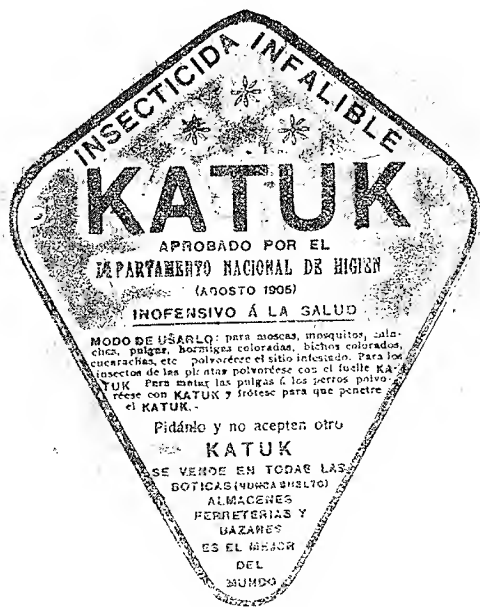 INSECTICIDA INFALIBLE
KATUK
APROBADO POR EL
DEPARTAMENTO NACIONAL DE HIGIEN
(AGOSTO 1905)
INOFENSIVO Á LA SALUD
MODO DE USARLO: para moscas, mosquitos,
ches, pulgas, hormigas coloradas, bichos colorados,
cucarachas, etc polvoréese el sitio infestado. Para los
insectos de las plantas polvoréese con el fuelle KA-
TUK Para matar las pulgas á los perros polvo-
réese con KATUK y frótese para que penetre
el KATUK.-
Pídanlo y no acepten otro
KATUK
SE VENDE EN TODAS LAS
BOTICAS (NUNCA SUELTO)
ALMACENES
FERRETERIAS Y
BAZARES
ES EL MEJOR
DEL
MUNDO